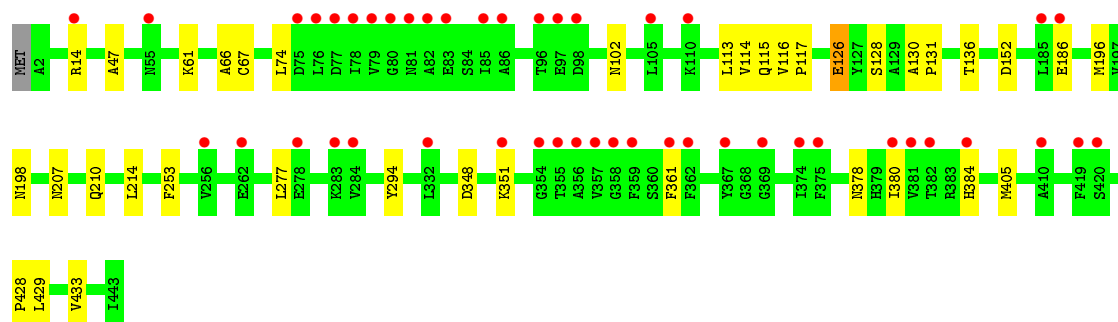 MET A2 R14 A47 N55 K61 A66 C67 L74 D75 L76 D77 I78 V79 G80 N81 A82 E83 S84 I85 A86 T96 E97 D98 N102 L105 K110 L113 V114 Q115 V116 P117 E126 Y127 S128 A129 A130 P131 T136 D152 L185 E186 M196 V197
N198 N207 Q210 L214 F253 V256 E262 L277 E278 K283 V284 Y294 L332 D348 K351 G354 T355 A356 V357 G358 F359 S360 F361 F362 Y367 G368 G369 I374 F375 N378 H379 I380 V381 T382 R383 H384 M405 A410 F419 S420
P428 L429 V433 I443